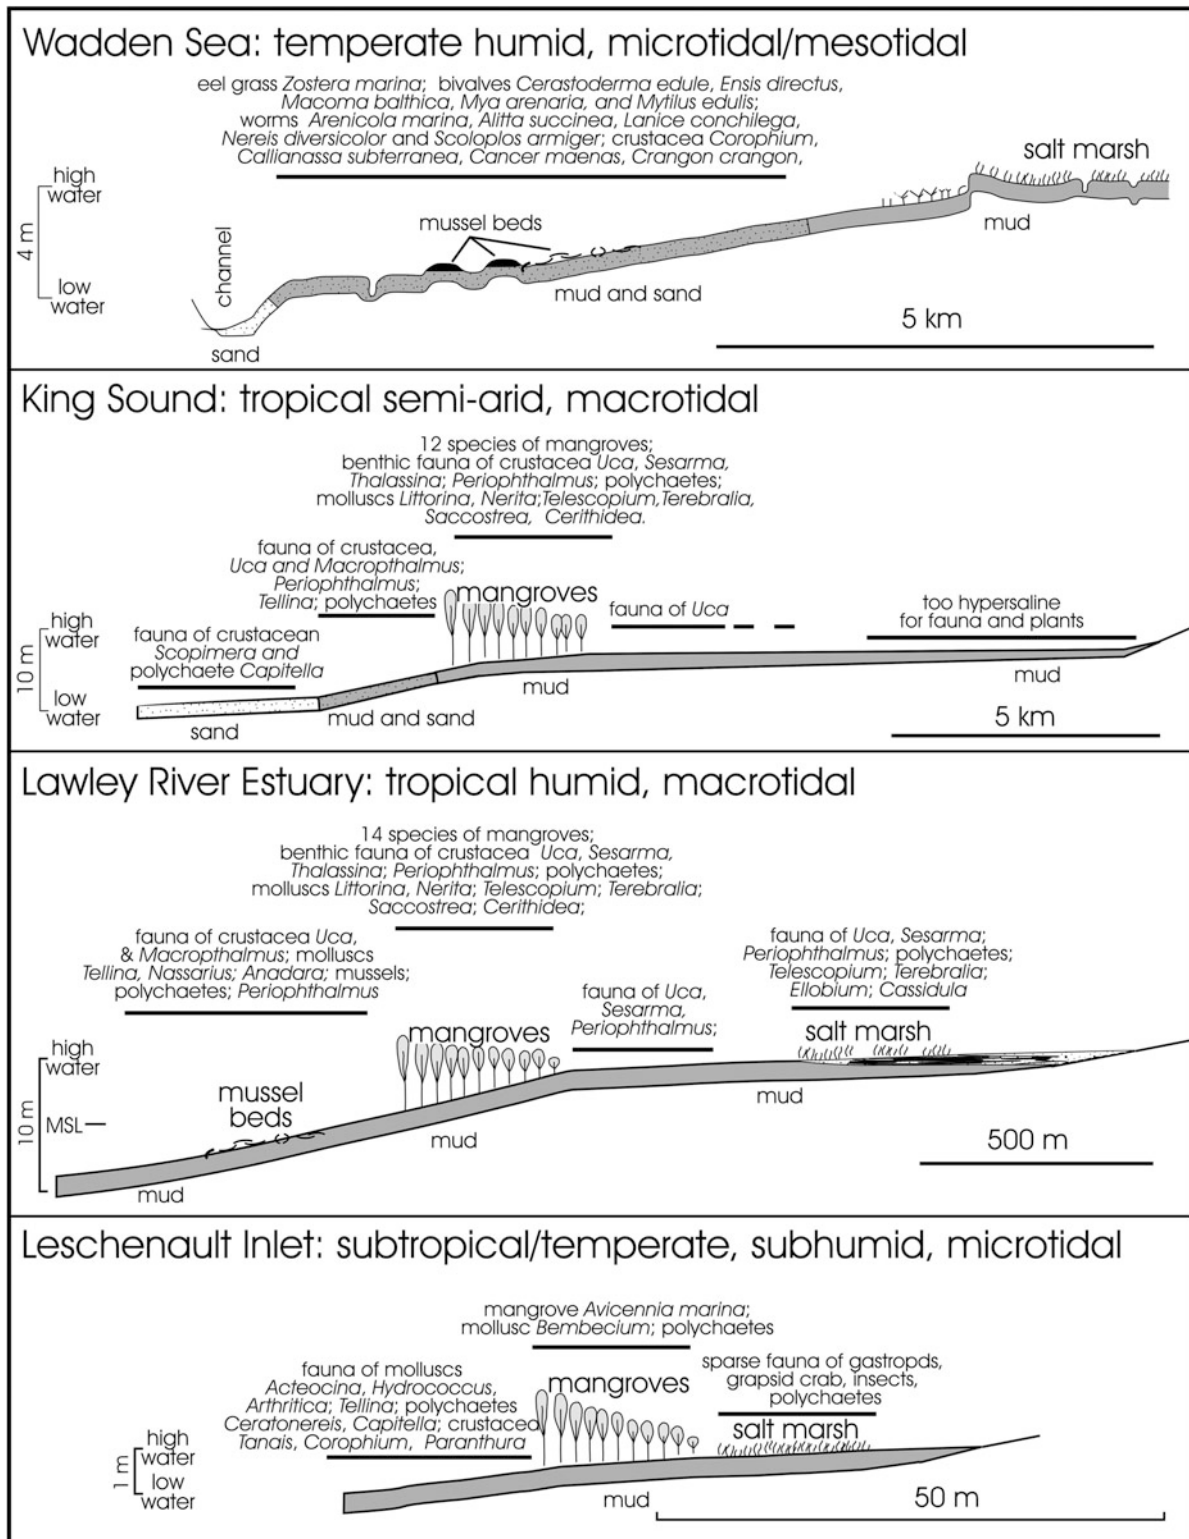 Wadden Sea: temperate humid, microtidal/mesotidal
eel grass Zostera marina; bivalves Cerastoderma edule, Ensis directus,
Macoma balthica, Mya arenaria, and Mytilus edulis;
worms Arenicola marina, Alitta succinea, Lanice conchilega,
Nereis diversicolor and Scoloplos armiger; crustacea Corophium,
Callianassa subterranea, Cancer maenas, Crangon crangon,
high
water
4 m
low
water
channel
sand
mussel beds
mud and sand
salt marsh
mud
5 km
King Sound: tropical semi-arid, macrotidal
12 species of mangroves;
benthic fauna of crustacea Uca, Sesarma,
Thalassina; Periophthalmus; polychaetes;
molluscs Littorina, Nerita;Telescopium,Terebralia,
Saccostrea, Cerithidea.
fauna of crustacea,
Uca and Macropthalmus;
Periophthalmus;
Tellina; polychaetes
mangroves
fauna of Uca
too hypersaline
for fauna and plants
high
water
10 m
low
water
fauna of crustacean
Scopimera and
polychaete Capitella
sand
mud and sand
mud
mud
5 km
Lawley River Estuary: tropical humid, macrotidal
14 species of mangroves;
benthic fauna of crustacea Uca, Sesarma,
Thalassina; Periophthalmus; polychaetes;
molluscs Littorina, Nerita; Telescopium; Terebralia;
Saccostrea; Cerithidea;
fauna of crustacea Uca,
& Macropthalmus; molluscs
Tellina, Nassarius; Anadara; mussels;
polychaetes; Periophthalmus
fauna of Uca, Sesarma;
Periophthalmus; polychaetes;
Telescopium; Terebralia;
Ellobium; Cassidula
fauna of Uca,
Sesarma,
Periophthalmus;
mangroves
salt marsh
high
water
10 m
MSL
mussel
beds
mud
mud
mud
500 m
Leschenault Inlet: subtropical/temperate, subhumid, microtidal
mangrove Avicennia marina;
mollusc Bembecium; polychaetes
fauna of molluscs
Acteocina, Hydrococcus,
Arthritica; Tellina; polychaetes
Ceratonereis, Capitella; crustacea
Tanais, Corophium, Paranthura
mangroves
sparse fauna of gastropds,
grapsid crab, insects,
polychaetes
salt marsh
high
water
1 m
low
water
mud
50 m